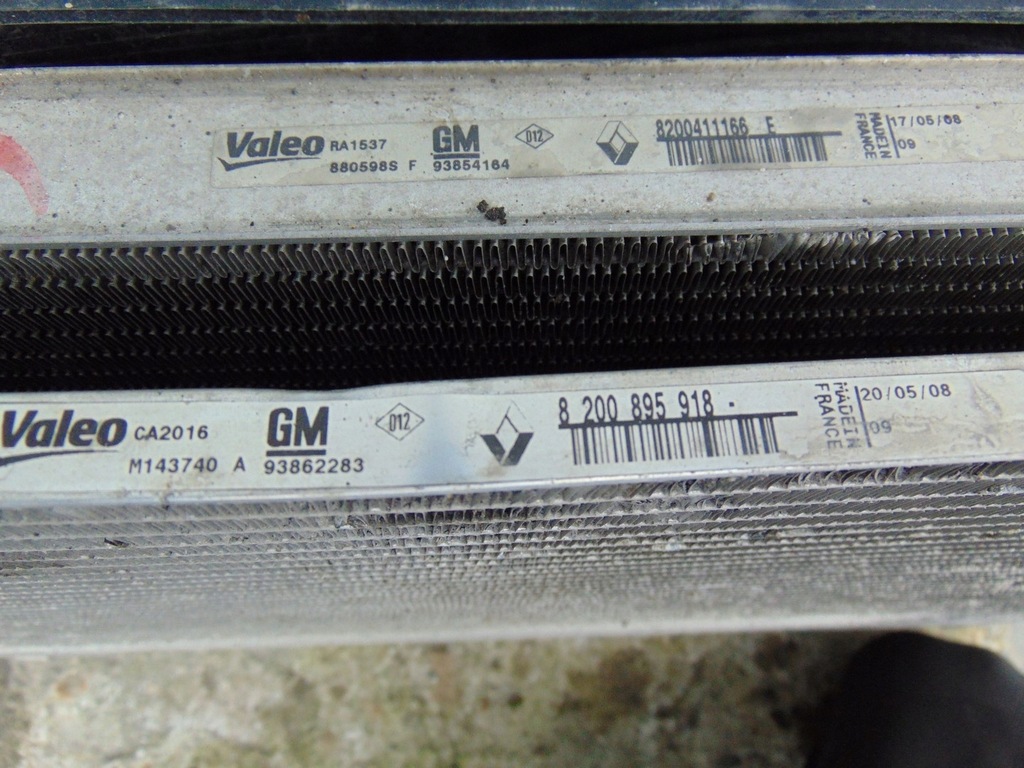 Valeo RA1537 GM D12 8200411166 E MADE IN FRANCE 17/05/08
880598S F 93854164 09
Valeo CA2016 GM D12 8 200 895 918 - MADE IN FRANCE 20/05/08
M143740 A 93862283 09